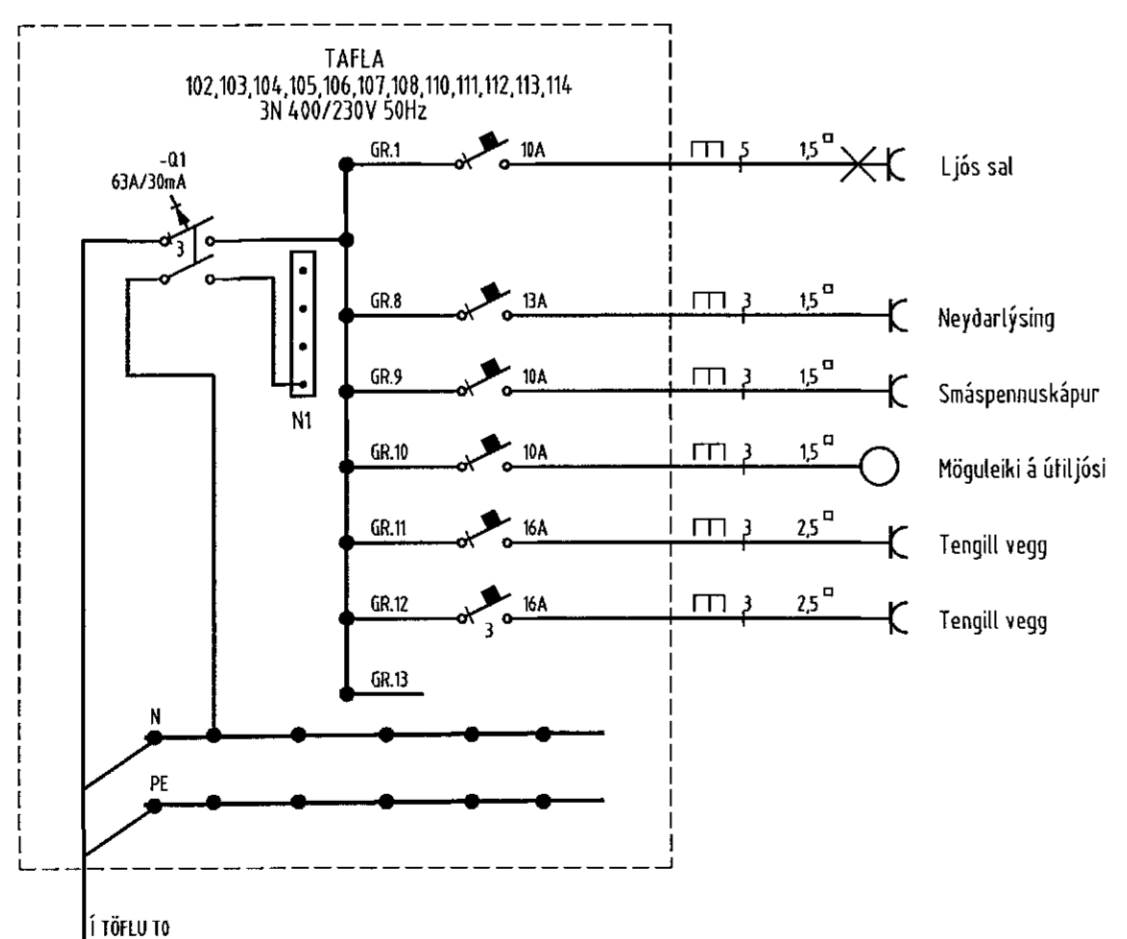 TAFLA
102,103,104,105,106,107,108,110,111,112,113,114
3N 400/230V 50Hz
-Q1
63A/30mA
3
N1
GR.1 10A 5 1,5 □ Ljós sal
GR.8 13A 3 1,5 □ Neyðarlýsing
GR.9 10A 3 1,5 □ Smáspennuskápur
GR.10 10A 3 1,5 □ Möguleiki á útiljósi
GR.11 16A 3 2,5 □ Tengill vegg
GR.12 3 16A 3 2,5 □ Tengill vegg
GR.13
N
PE
Í TÖFLU T0